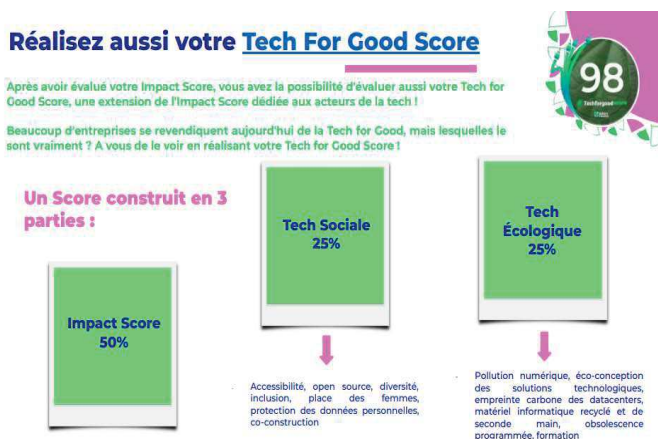 Réalisez aussi votre Tech For Good Score
98
Techforgoodscore
Après avoir évalué votre Impact Score, vous avez la possibilité d'évaluer aussi votre Tech for
Good Score, une extension de l'Impact Score dédiée aux acteurs de la tech !
Beaucoup d'entreprises se revendiquent aujourd'hui de la Tech for Good, mais lesquelles le
sont vraiment ? A vous de le voir en réalisant votre Tech for Good Score !
Un Score construit en 3
parties :
Impact Score
50%
Tech Sociale
25%
Tech
Écologique
25%
Accessibilité, open source, diversité,
inclusion, place des femmes,
protection des données personnelles,
co-construction
Pollution numérique, éco-conception
des solutions technologiques,
empreinte carbone des datacenters,
matériel informatique recyclé et de
seconde main, obsolescence
programmée, formation